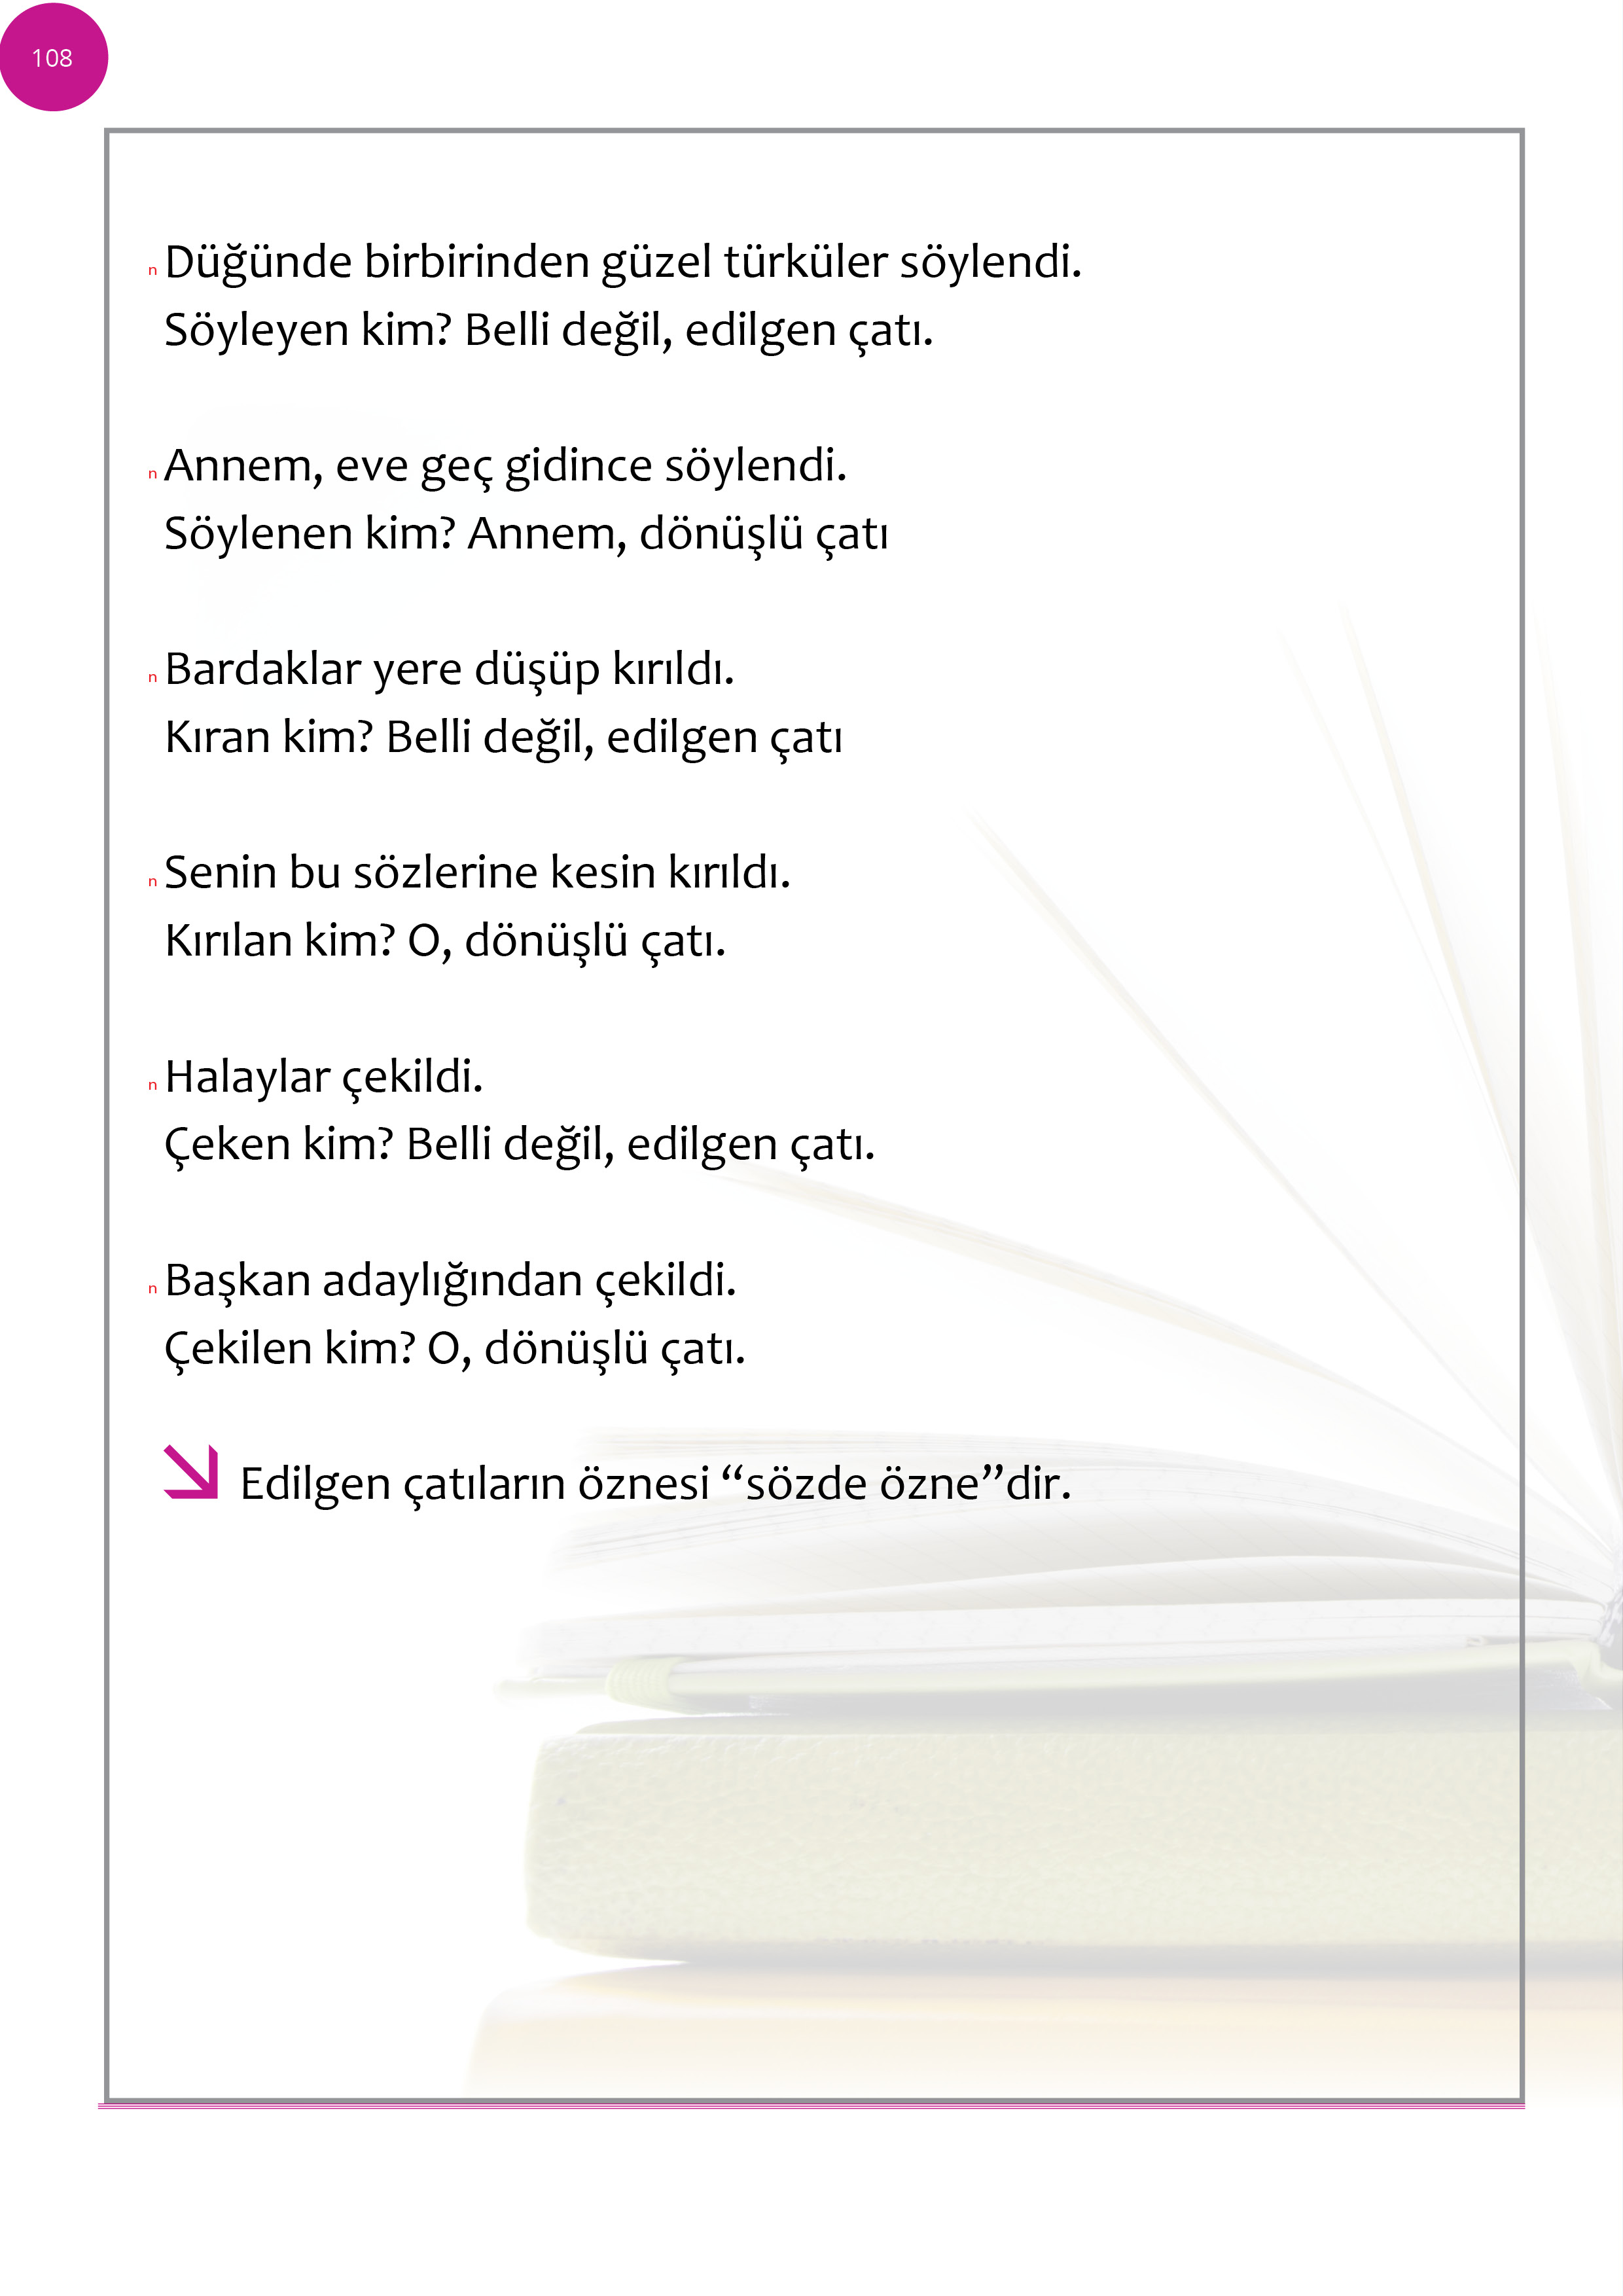 108
n Düğünde birbirinden güzel türküler söylendi.
Söyleyen kim? Belli değil, edilgen çatı.
n Annem, eve geç gidince söylendi.
Söylenen kim? Annem, dönüşlü çatı
n Bardaklar yere düşüp kırıldı.
Kıran kim? Belli değil, edilgen çatı
n Senin bu sözlerine kesin kırıldı.
Kırılan kim? O, dönüşlü çatı.
n Halaylar çekildi.
Çeken kim? Belli değil, edilgen çatı.
n Başkan adaylığından çekildi.
Çekilen kim? O, dönüşlü çatı.
Edilgen çatıların öznesi “sözde özne”dir.